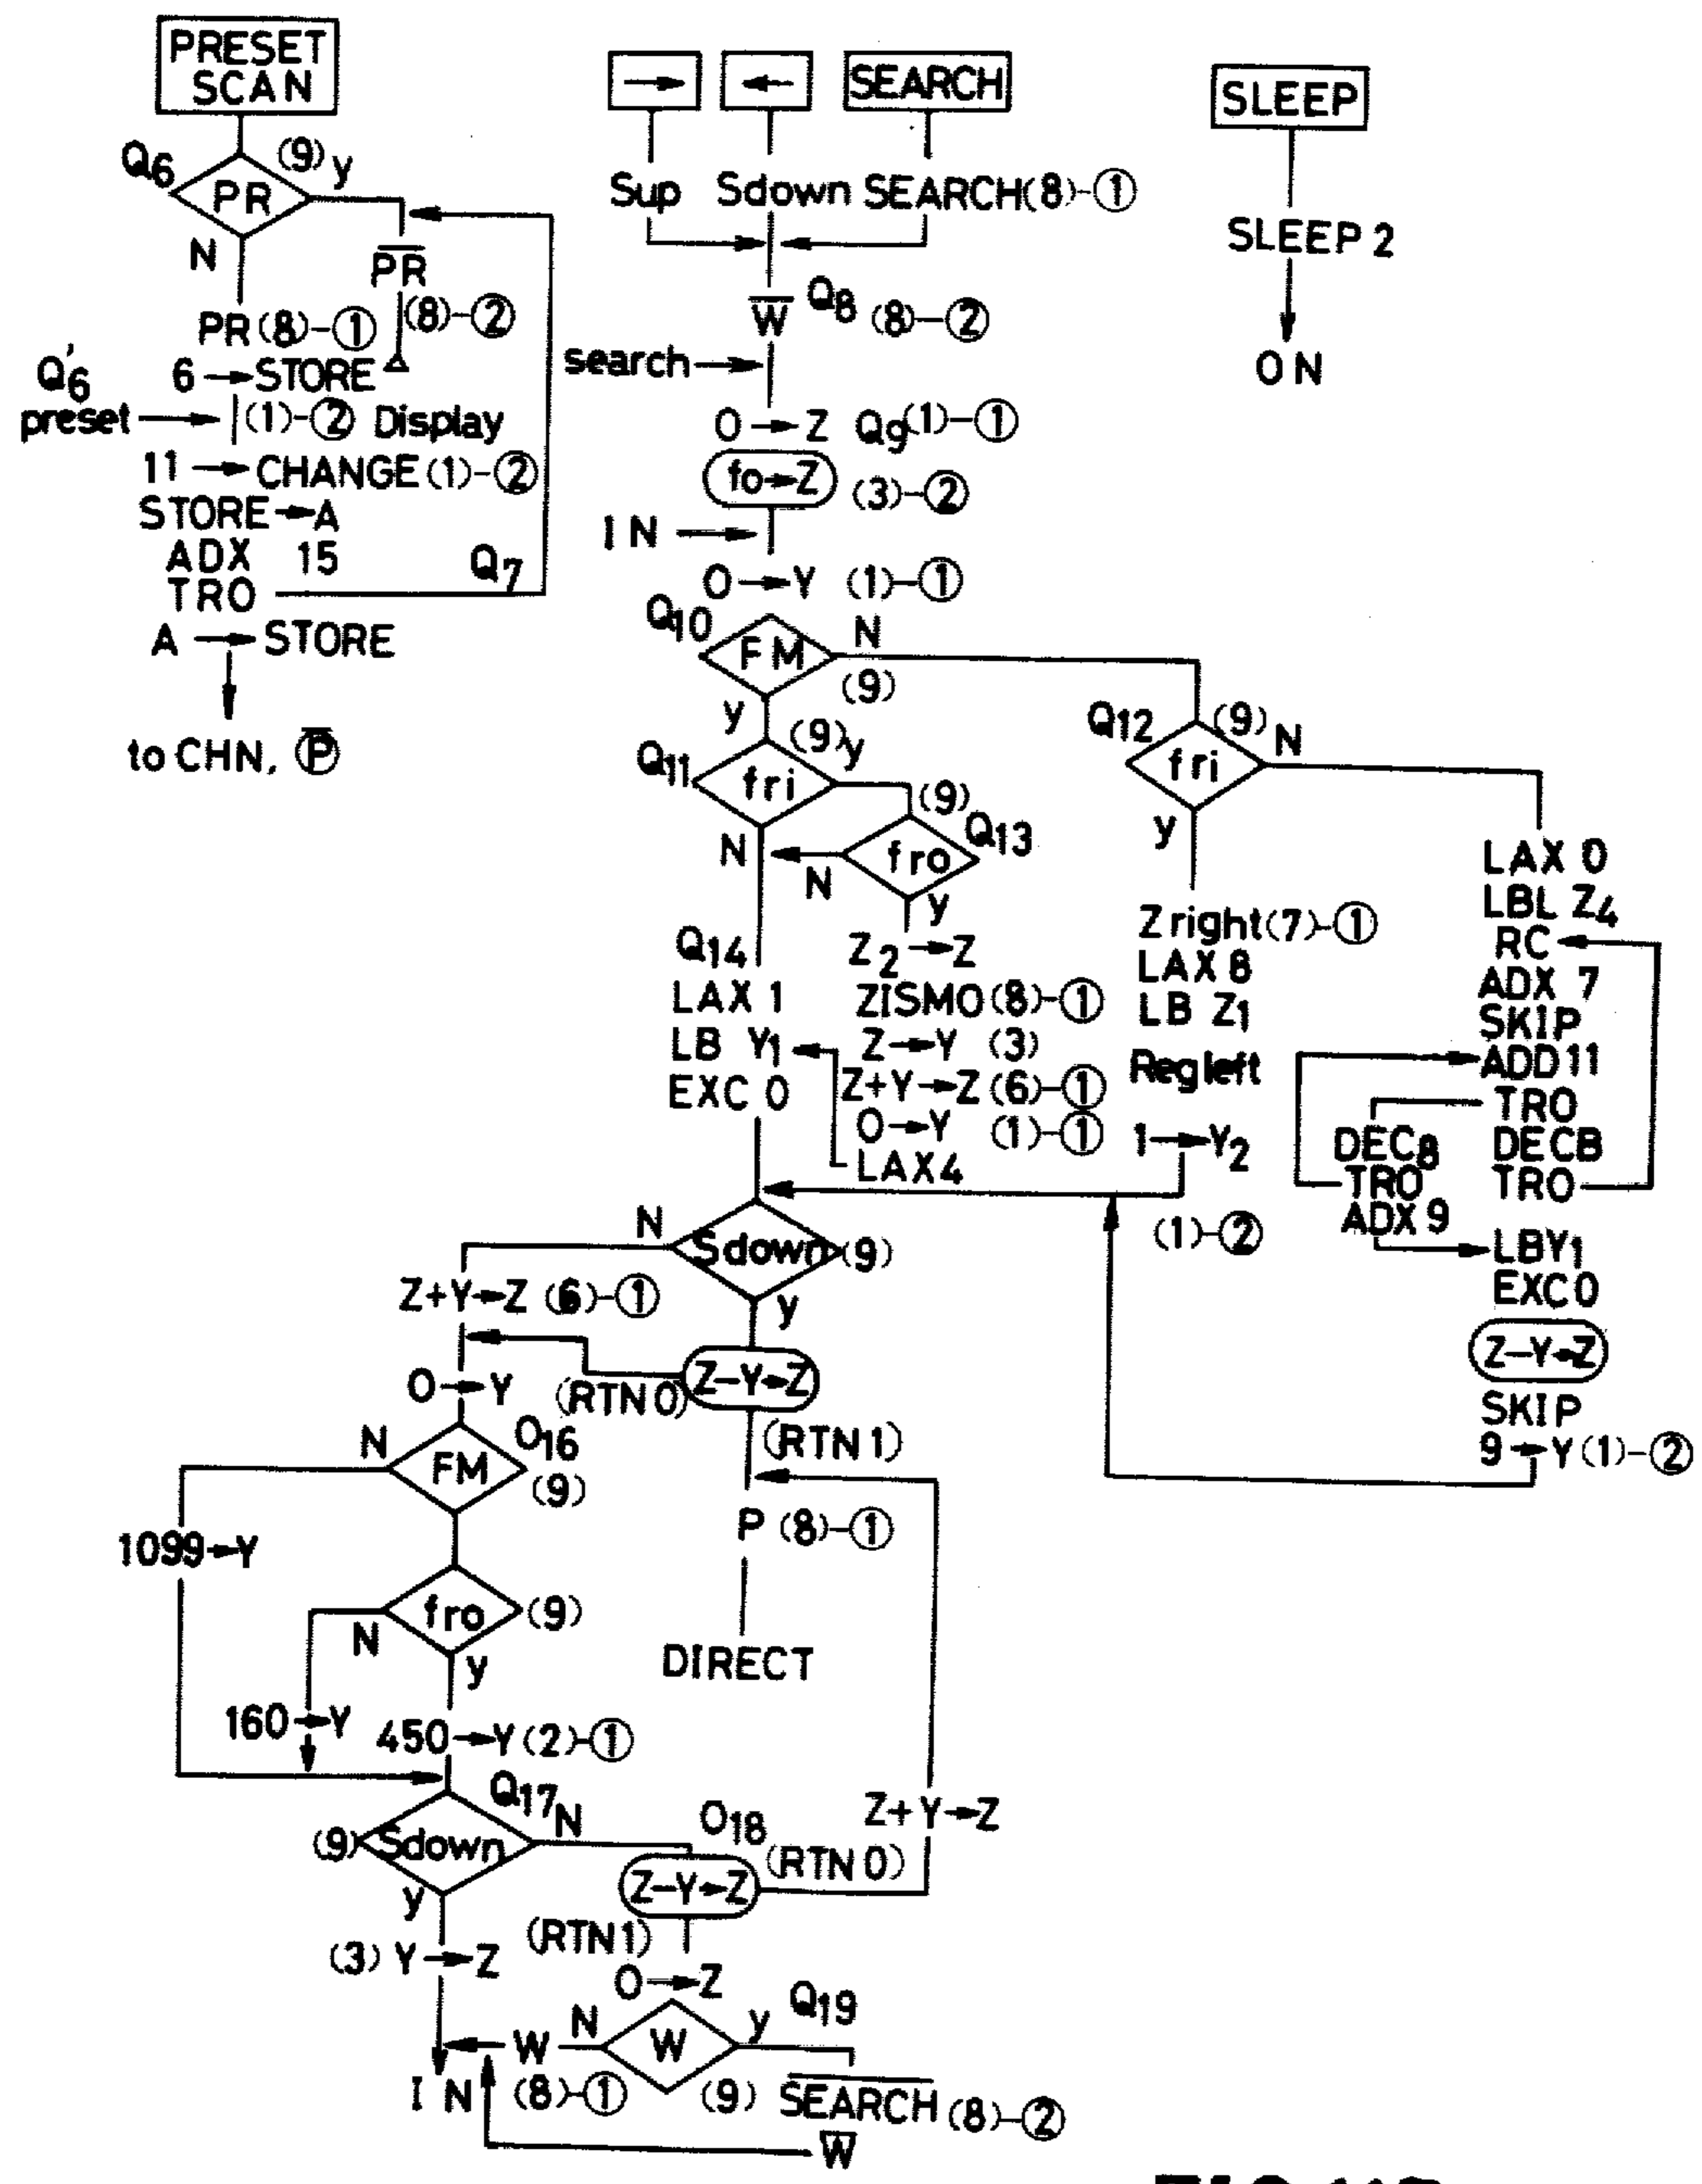 PRESET
SCAN
Q6 (9) y
PR
N
PR
PR (8)-① (8)-②
Q'6 6→STORE
preset→ (1)-② Display
11→CHANGE (1)-②
STORE→A
ADX 15
TRO Q7
A→STORE
to CHN, P
→ ← SEARCH
Sup Sdown SEARCH(8)-①
W Q8 (8)-②
search→
0→Z Q9 (1)-①
fo→Z (3)-②
IN→
0→Y (1)-①
Q10 FM N
(9)
y
Q11 fri (9) y
N
(9)
Q13
fro
N
y
Q14
LAX 1
LB Y1
EXC 0
Z2→Z
ZISMO (8)-①
Z→Y (3)
Z+Y→Z (6)-①
0→Y (1)-①
LAX4
Q12 (9) N
fri
y
Z right (7)-①
LAX 8
LB Z1
Reg left
1→Y2
(1)-②
LAX 0
LBL Z4
RC
ADX 7
SKIP
ADD 11
TRO
DECB
TRO
DEC8
TRO
ADX 9
LBY1
EXC 0
Z-Y→Z
SKIP
9→Y (1)-②
N Sdown (9)
y
Z+Y→Z (6)-①
Z-Y→Z
(RTN 0)
(RTN 1)
0→Y
N FM O16
(9)
P (8)-①
DIRECT
1099→Y
fro (9)
N
y
160→Y
450→Y (2)-①
Q17 N
(9) Sdown
y
O18 (RTN 0)
Z-Y→Z
Z+Y→Z
(RTN 1)
(3) Y→Z
0→Z
Q19
W N W y
IN (8)-① (9)
SEARCH (8)-②
W
SLEEP
SLEEP 2
ON